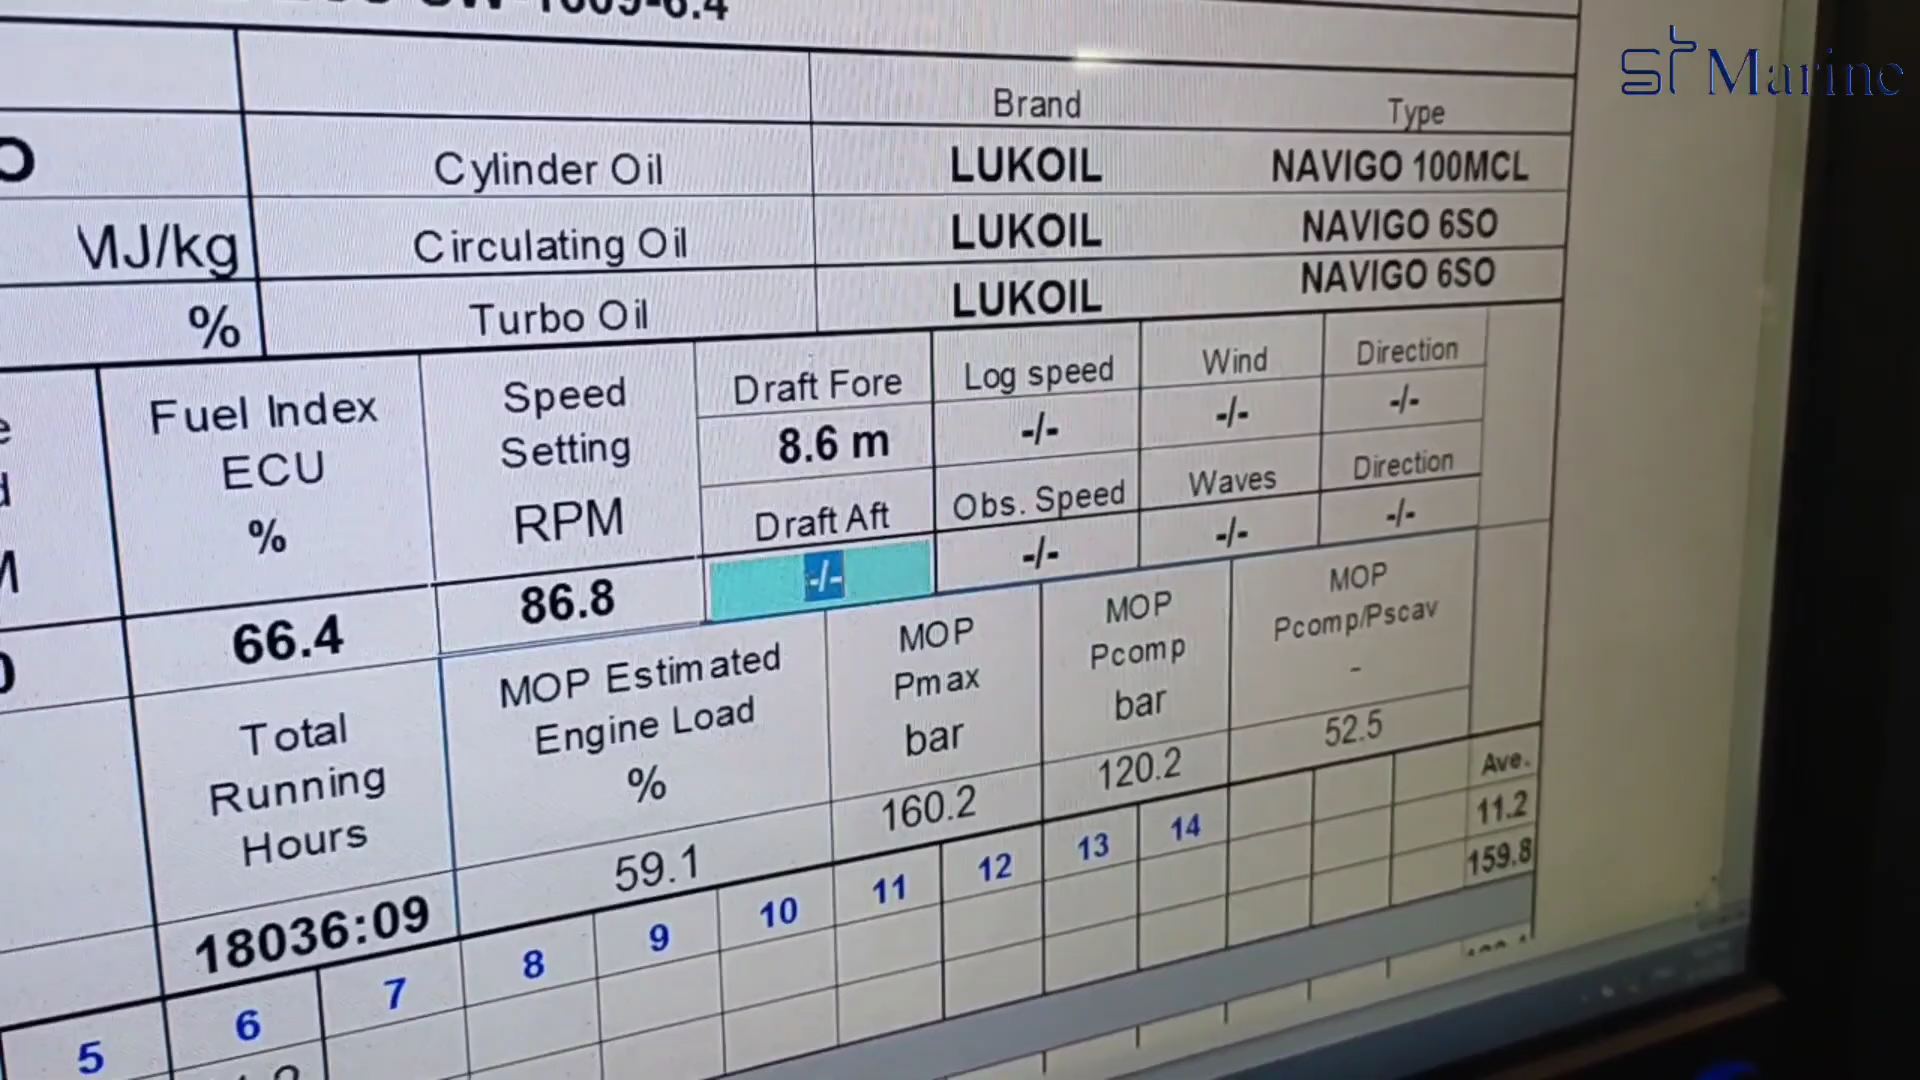 ST Marine
Brand Type
Cylinder Oil LUKOIL NAVIGO 100MCL
MJ/kg Circulating Oil LUKOIL NAVIGO 6SO
% Turbo Oil LUKOIL NAVIGO 6SO
Fuel Index
ECU
%
66.4
Speed
Setting
RPM
86.8
Draft Fore
8.6 m
Draft Aft
-/-
Log speed
-/-
Obs. Speed
-/-
Wind
-/-
Waves
-/-
Direction
-/-
Direction
-/-
Total
Running
Hours
18036:09
MOP Estimated
Engine Load
%
59.1
MOP
Pmax
bar
160.2
MOP
Pcomp
bar
120.2
MOP
Pcomp/Pscav
-
52.5
5 6 7 8 9 10 11 12 13 14 Ave.
11.2
159.8